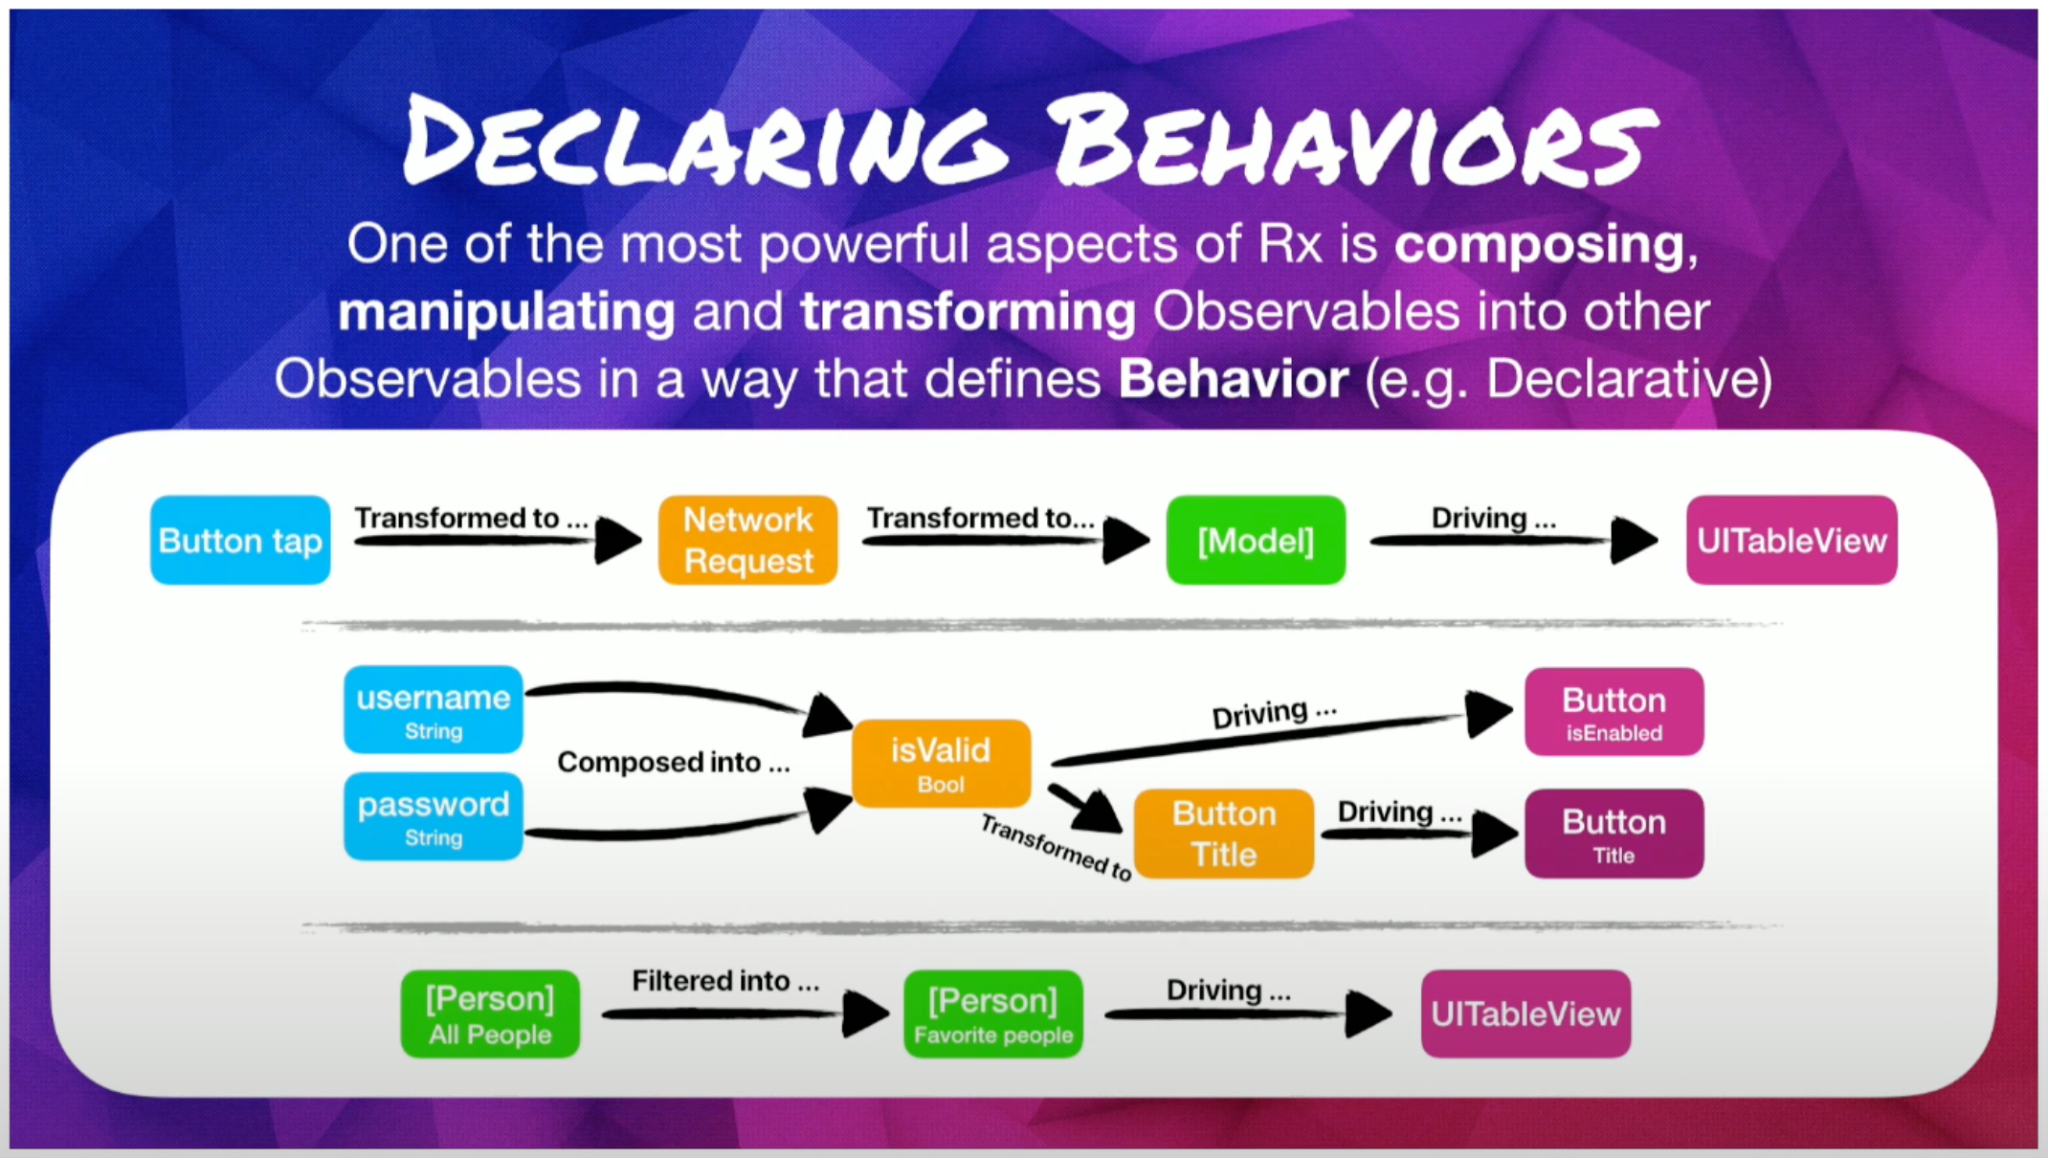 DECLARING BEHAVIORS
One of the most powerful aspects of Rx is composing,
manipulating and transforming Observables into other
Observables in a way that defines Behavior (e.g. Declarative)
Button tap
Transformed to ...
Network
Request
Transformed to...
[Model]
Driving ...
UITableView
username
String
password
String
Composed into ...
isValid
Bool
Driving ...
Button
isEnabled
Transformed to
Button
Title
Driving ...
Button
Title
[Person]
All People
Filtered into ...
[Person]
Favorite people
Driving ...
UITableView